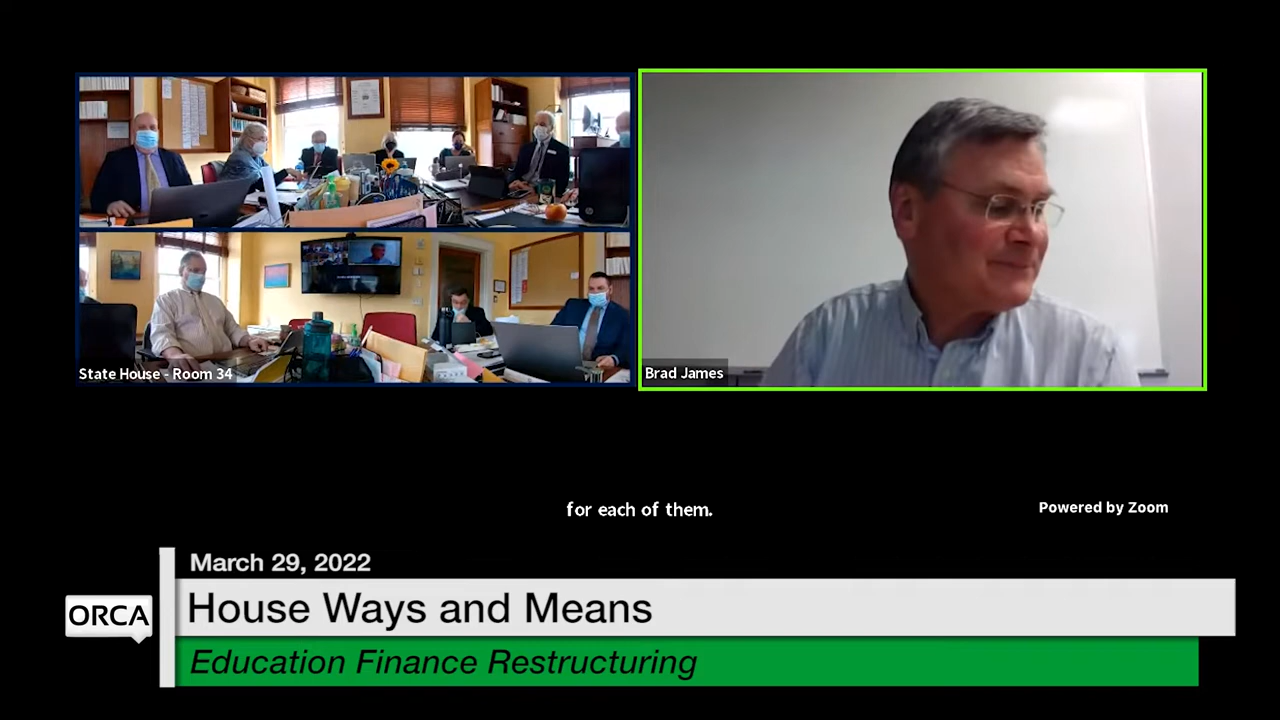 State House - Room 34
Brad James
for each of them.
Powered by Zoom
March 29, 2022
House Ways and Means
ORCA
Education Finance Restructuring